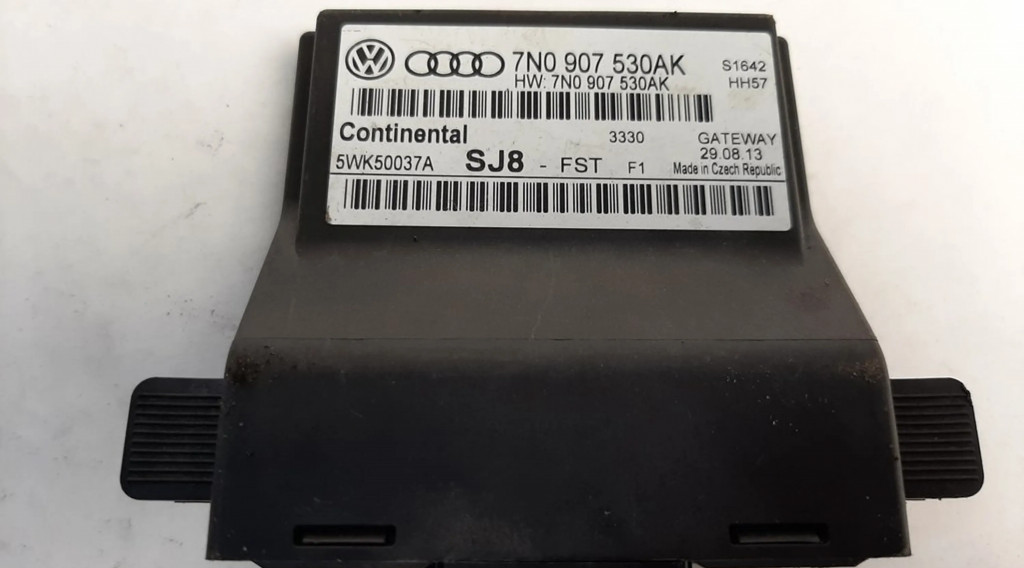 7N0 907 530AK S1642
HW: 7N0 907 530AK HH57
Continental 3330 GATEWAY
29.08.13
5WK50037A SJ8 - FST F1 Made in Czech Republic